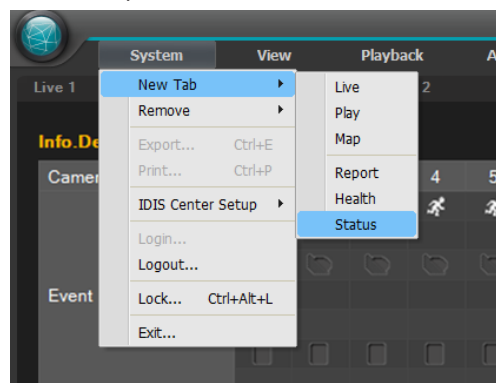 System View Playback A
Live 1 2
New Tab
Remove
Export... Ctrl+E
Print... Ctrl+P
IDIS Center Setup
Login...
Logout...
Lock... Ctrl+Alt+L
Exit...
Live
Play
Map
Report
Health
Status
Info.De
Camer 4 5
Event